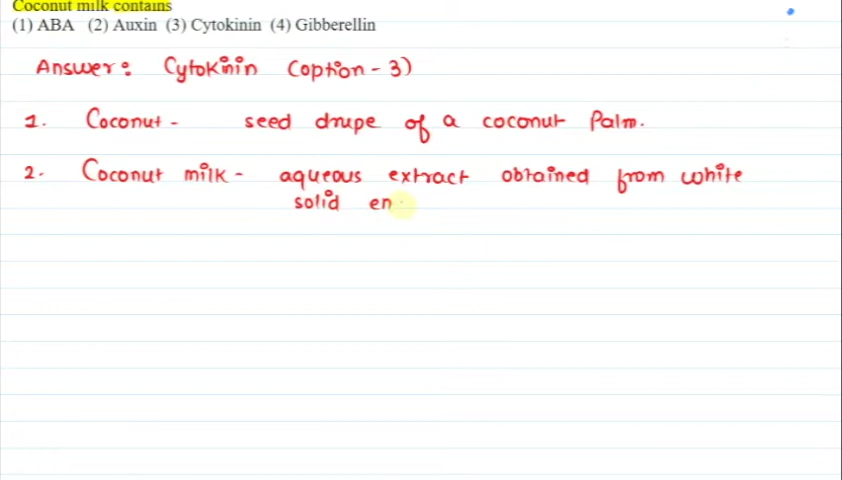 Coconut milk contains
(1) ABA (2) Auxin (3) Cytokinin (4) Gibberellin
Answer: Cytokinin (option - 3)
1. Coconut - seed drupe of a coconut Palm.
2. Coconut milk - aqueous extract obtained from white
solid en